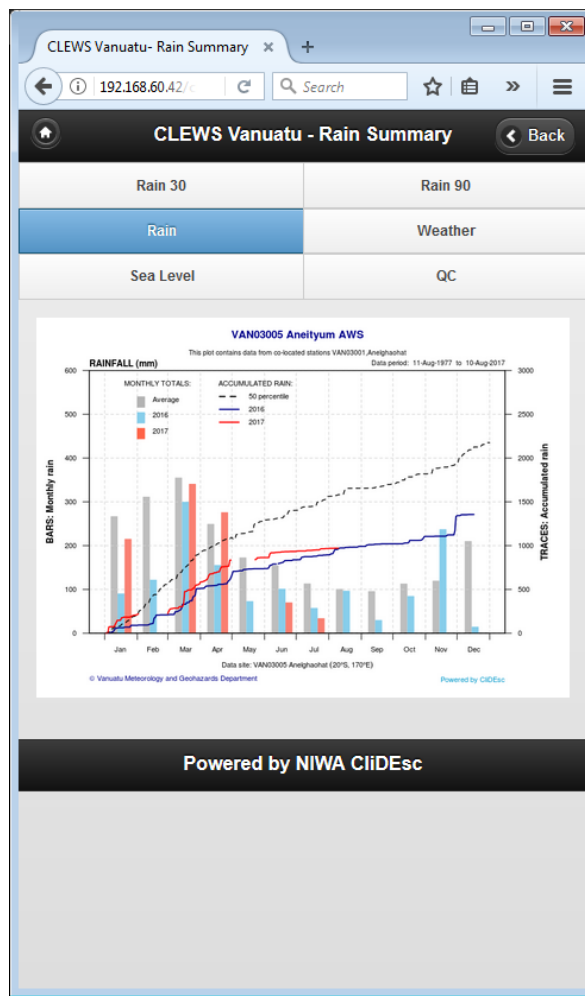 CLEWS Vanuatu- Rain Summary × +
192.168.60.42/ Search »
CLEWS Vanuatu - Rain Summary Back
Rain 30 Rain 90
Rain Weather
Sea Level QC
VAN03005 Aneityum AWS
This plot contains data from co-located stations VAN03001,Anelghaohat
RAINFALL (mm) Data period: 11-Aug-1977 to 10-Aug-2017
MONTHLY TOTALS: ACCUMULATED RAIN:
Average 50 percentile
2016 2016
2017 2017
600 3000
500 2500
400 2000
300 1500
200 1000
100 500
0 0
BARS: Monthly rain
TRACES: Accumulated rain
Jan Feb Mar Apr May Jun Jul Aug Sep Oct Nov Dec
Data site: VAN03005 Anelghaohat {20°S, 170°E}
© Vanuatu Meteorology and Geohazards Department Powered by CliDEsc
Powered by NIWA CliDEsc